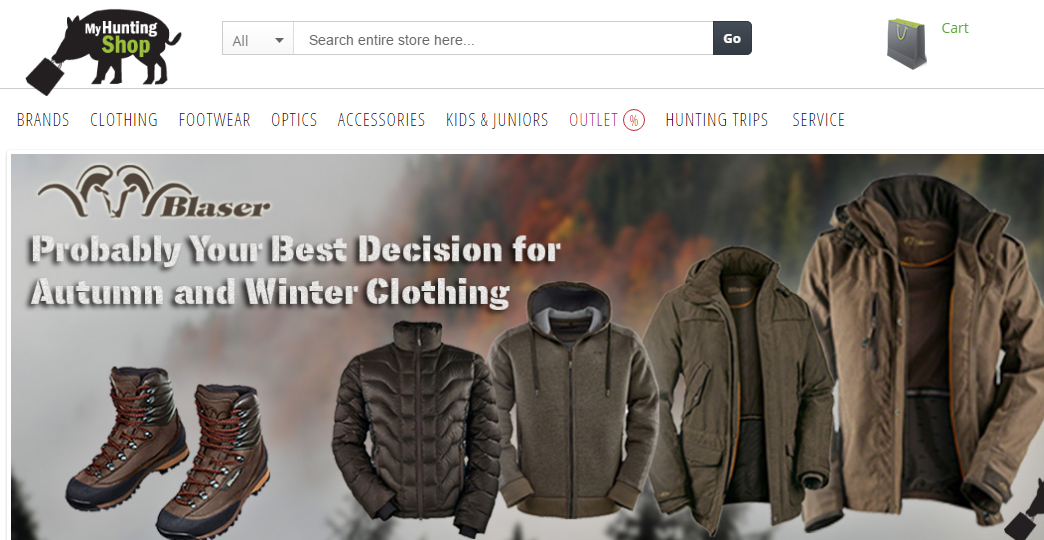 My Hunting
Shop
All
Search entire store here...
Go
Cart
BRANDS CLOTHING FOOTWEAR OPTICS ACCESSORIES KIDS & JUNIORS OUTLET % HUNTING TRIPS SERVICE
Blaser
Probably Your Best Decision for
Autumn and Winter Clothing
Blaser